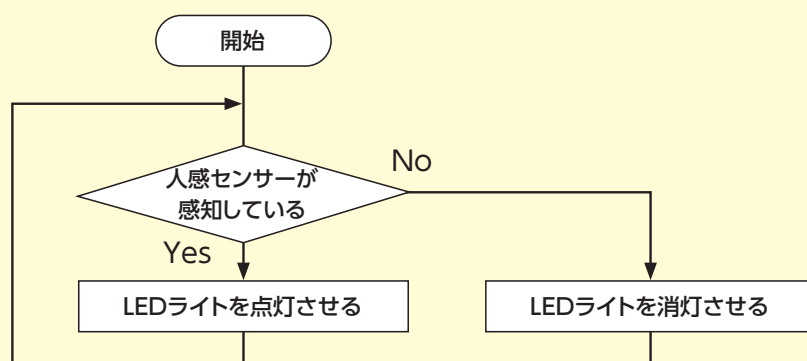 開始
人感センサーが
感知している
No
Yes
LEDライトを点灯させる
LEDライトを消灯させる